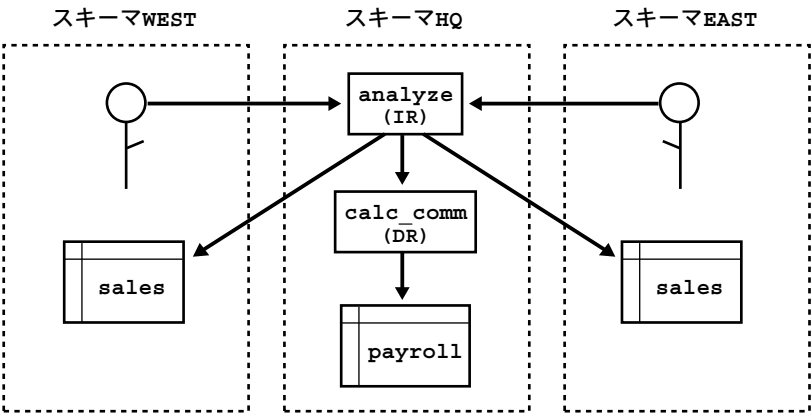 スキーマWEST
スキーマHQ
スキーマEAST
analyze
(IR)
calc_comm
(DR)
sales
sales
payroll